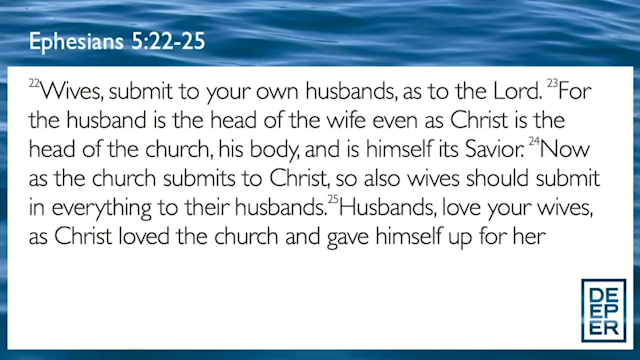 Ephesians 5:22-25
22Wives, submit to your own husbands, as to the Lord. 23For
the husband is the head of the wife even as Christ is the
head of the church, his body, and is himself its Savior. 24Now
as the church submits to Christ, so also wives should submit
in everything to their husbands.25Husbands, love your wives,
as Christ loved the church and gave himself up for her
DE
EP
ER